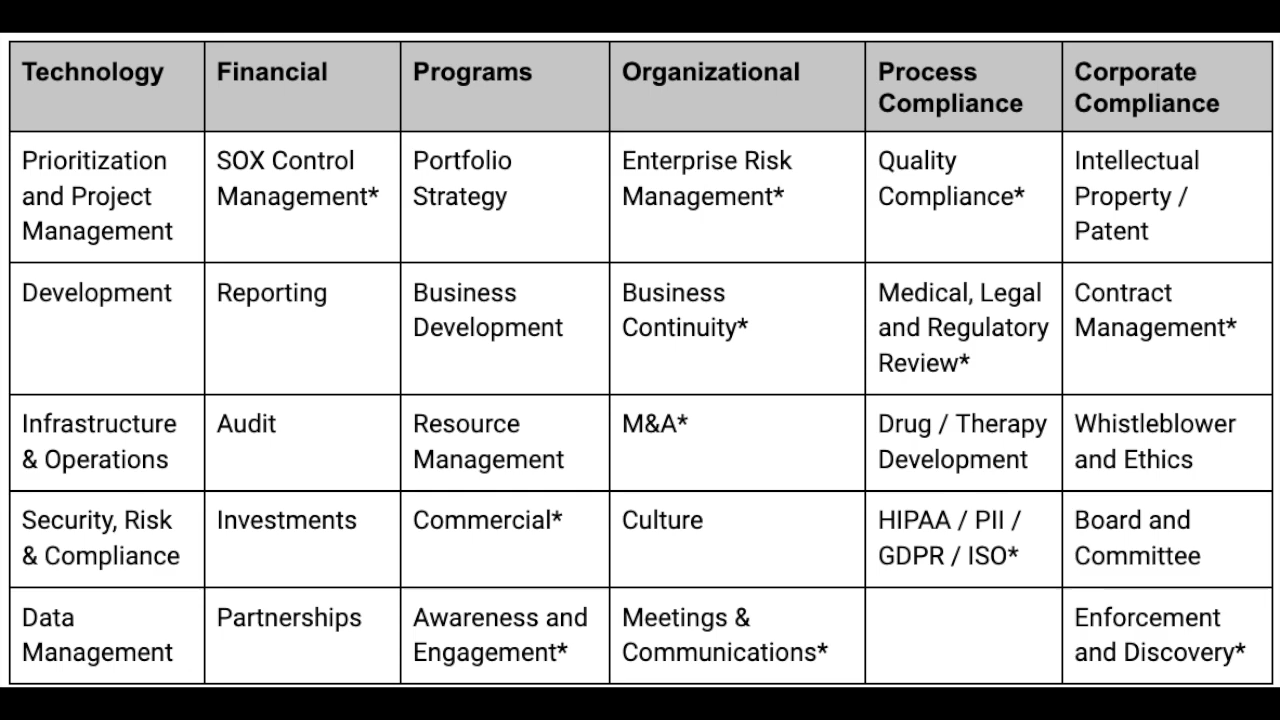 Technology
Financial
Programs
Organizational
Process
Compliance
Corporate
Compliance
Prioritization
and Project
Management
SOX Control
Management*
Portfolio
Strategy
Enterprise Risk
Management*
Quality
Compliance*
Intellectual
Property /
Patent
Development
Reporting
Business
Development
Business
Continuity*
Medical, Legal
and Regulatory
Review*
Contract
Management*
Infrastructure
& Operations
Audit
Resource
Management
M&A*
Drug / Therapy
Development
Whistleblower
and Ethics
Security, Risk
& Compliance
Investments
Commercial*
Culture
HIPAA / PII /
GDPR / ISO*
Board and
Committee
Data
Management
Partnerships
Awareness and
Engagement*
Meetings &
Communications*
Enforcement
and Discovery*